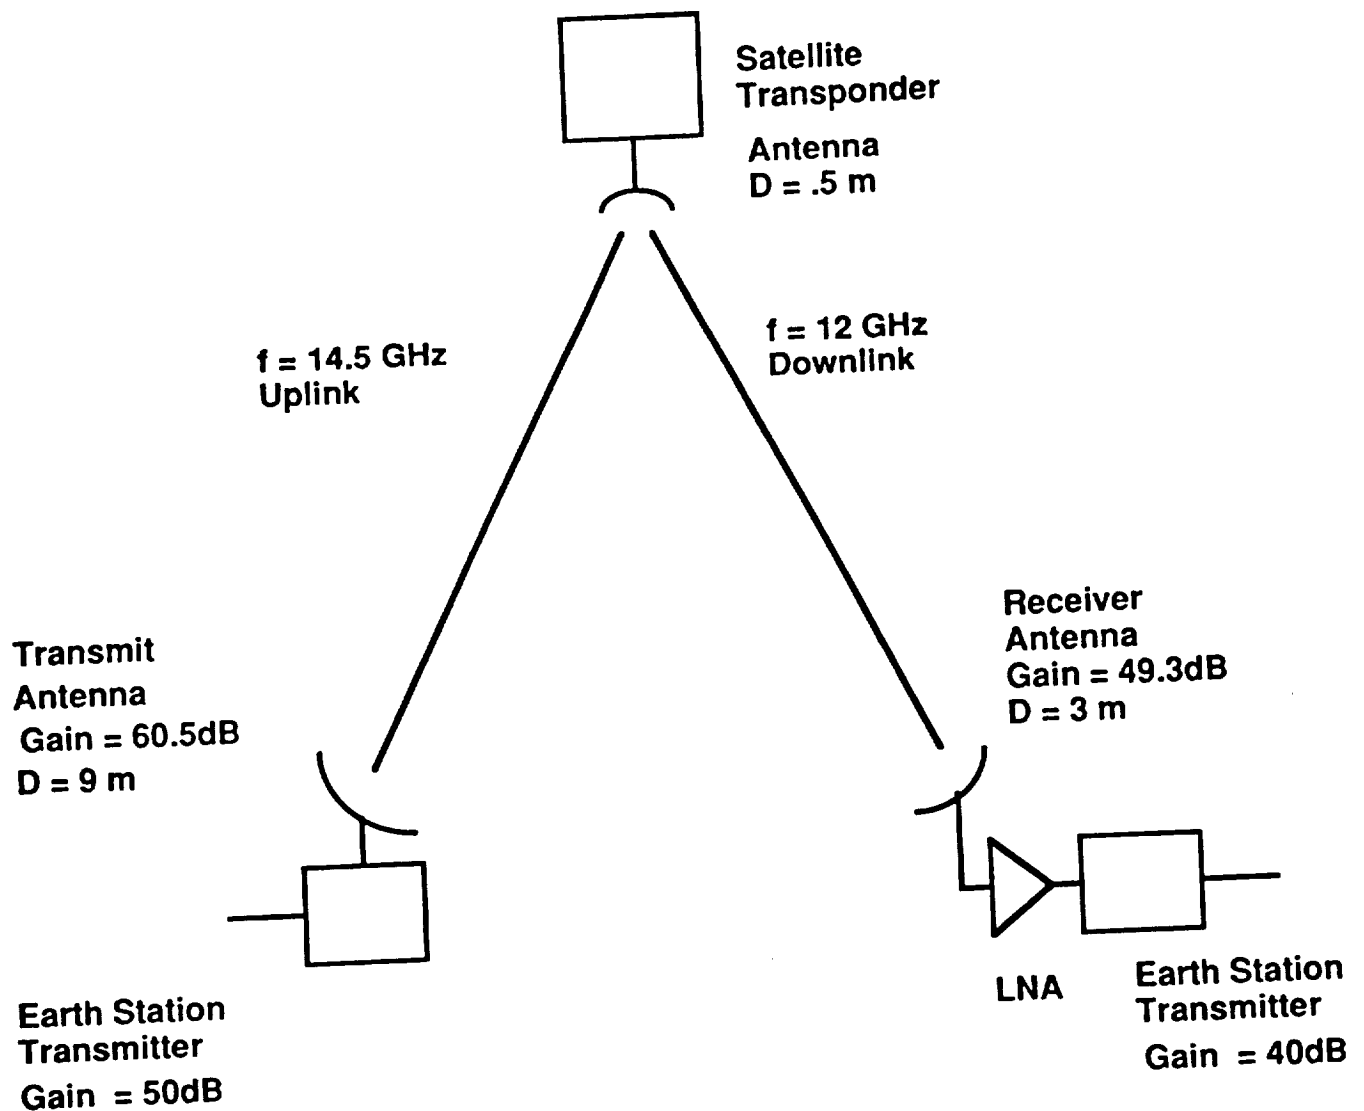 Satellite
Transponder
Antenna
D = .5 m
f = 14.5 GHz
Uplink
f = 12 GHz
Downlink
Transmit
Antenna
Gain = 60.5dB
D = 9 m
Receiver
Antenna
Gain = 49.3dB
D = 3 m
Earth Station
Transmitter
Gain = 50dB
LNA
Earth Station
Transmitter
Gain = 40dB